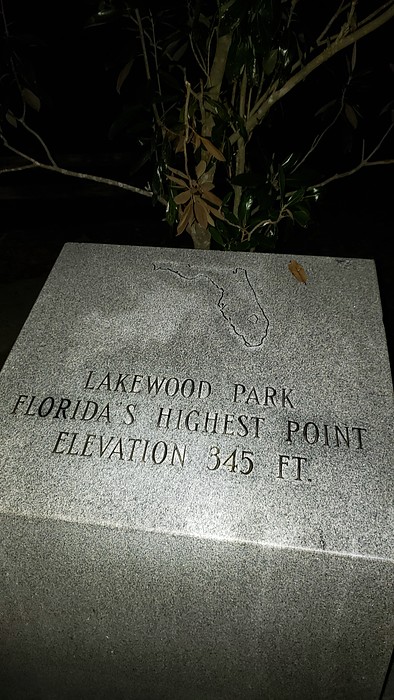 LAKEWOOD PARK
FLORIDA'S HIGHEST POINT
ELEVATION 345 FT.